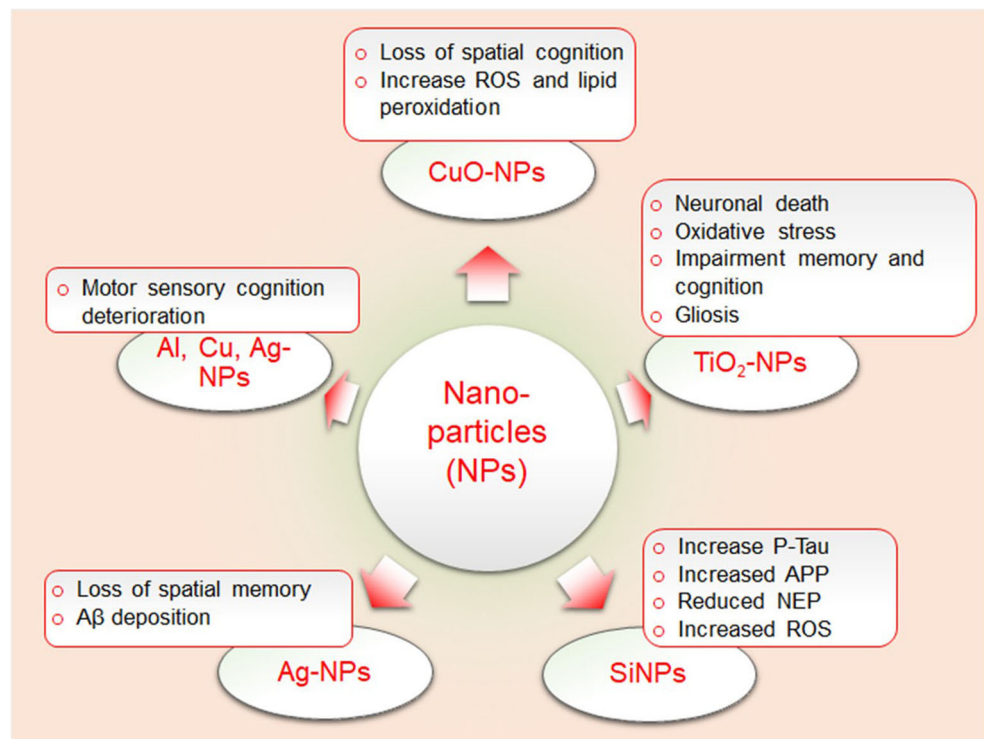 ○ Loss of spatial cognition
○ Increase ROS and lipid
peroxidation
CuO-NPs
○ Neuronal death
○ Oxidative stress
○ Impairment memory and
cognition
○ Gliosis
TiO₂-NPs
○ Motor sensory cognition
deterioration
Al, Cu, Ag-
NPs
Nano-
particles
(NPs)
○ Increase P-Tau
○ Increased APP
○ Reduced NEP
○ Increased ROS
SiNPs
○ Loss of spatial memory
○ Aβ deposition
Ag-NPs